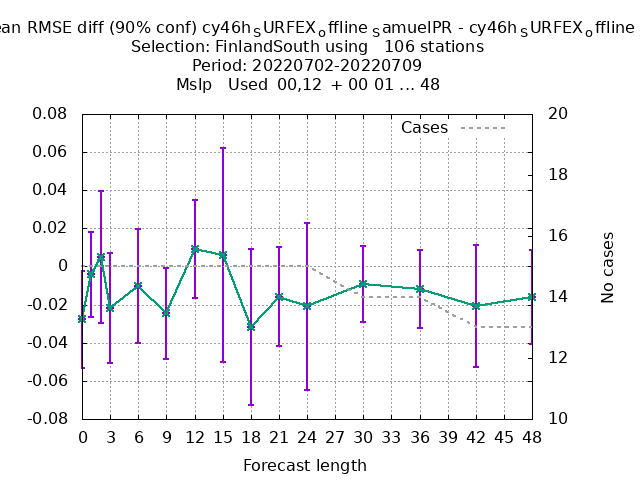 ean RMSE diff (90% conf) cy46h_SURFEX_offline_SamuelPR - cy46h_SURFEX_offline
Selection: FinlandSouth using 106 stations
Period: 20220702-20220709
Mslp Used 00,12 + 00 01 ... 48
0.08
0.06
0.04
0.02
0
-0.02
-0.04
-0.06
-0.08
Cases
20
18
16
14
12
10
No cases
0 3 6 9 12 15 18 21 24 27 30 33 36 39 42 45 48
Forecast length